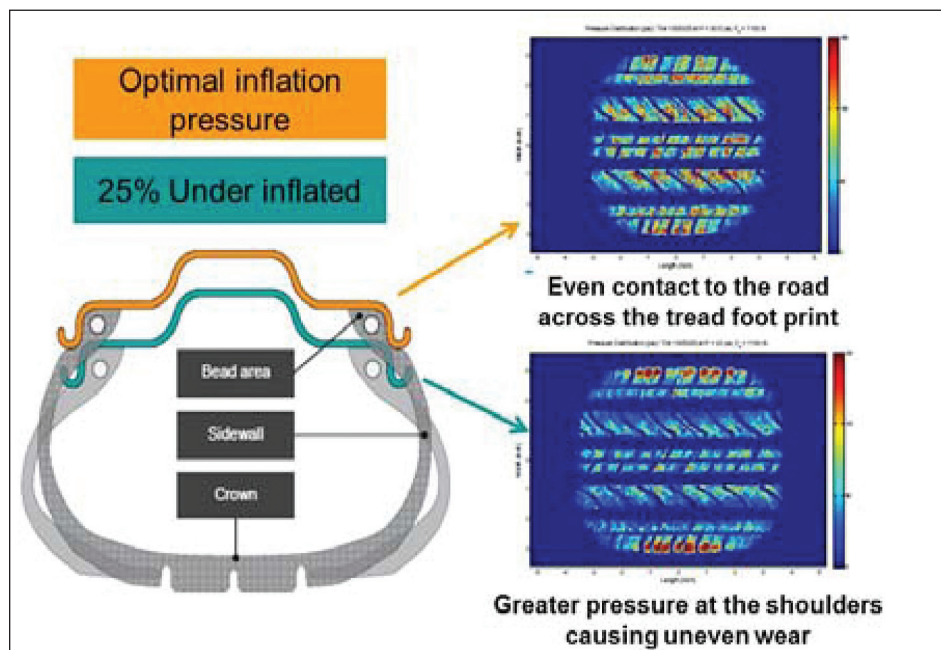 Optimal inflation
pressure
25% Under inflated
Bead area
Sidewall
Crown
Even contact to the road
across the tread foot print
Greater pressure at the shoulders
causing uneven wear